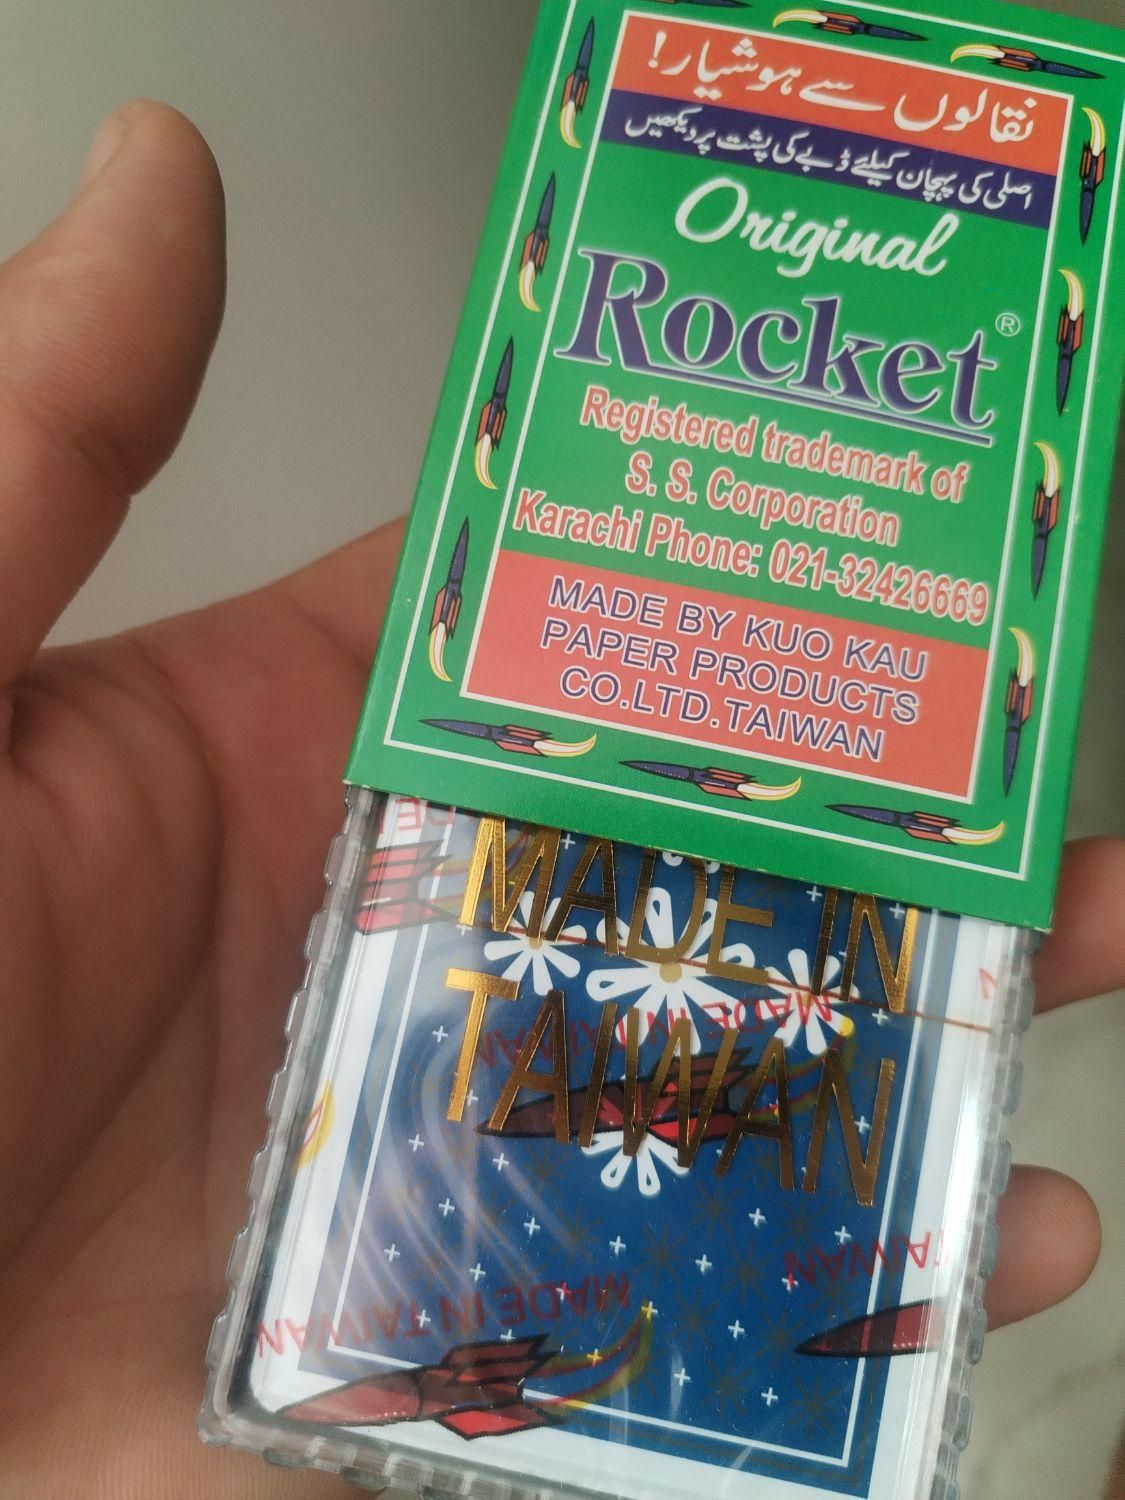 نقالوں سے ہوشیار!
اصلی کی پہچان کیلئے ڈبے کی پشت پر دیکھیں
Original
Rocket®
Registered trademark of
S. S. Corporation
Karachi Phone: 021-32426669
MADE BY KUO KAU
PAPER PRODUCTS
CO.LTD.TAIWAN
MADE IN
TAIWAN
MADE IN TAIWAN
MADE IN TAIWAN
TAIWAN